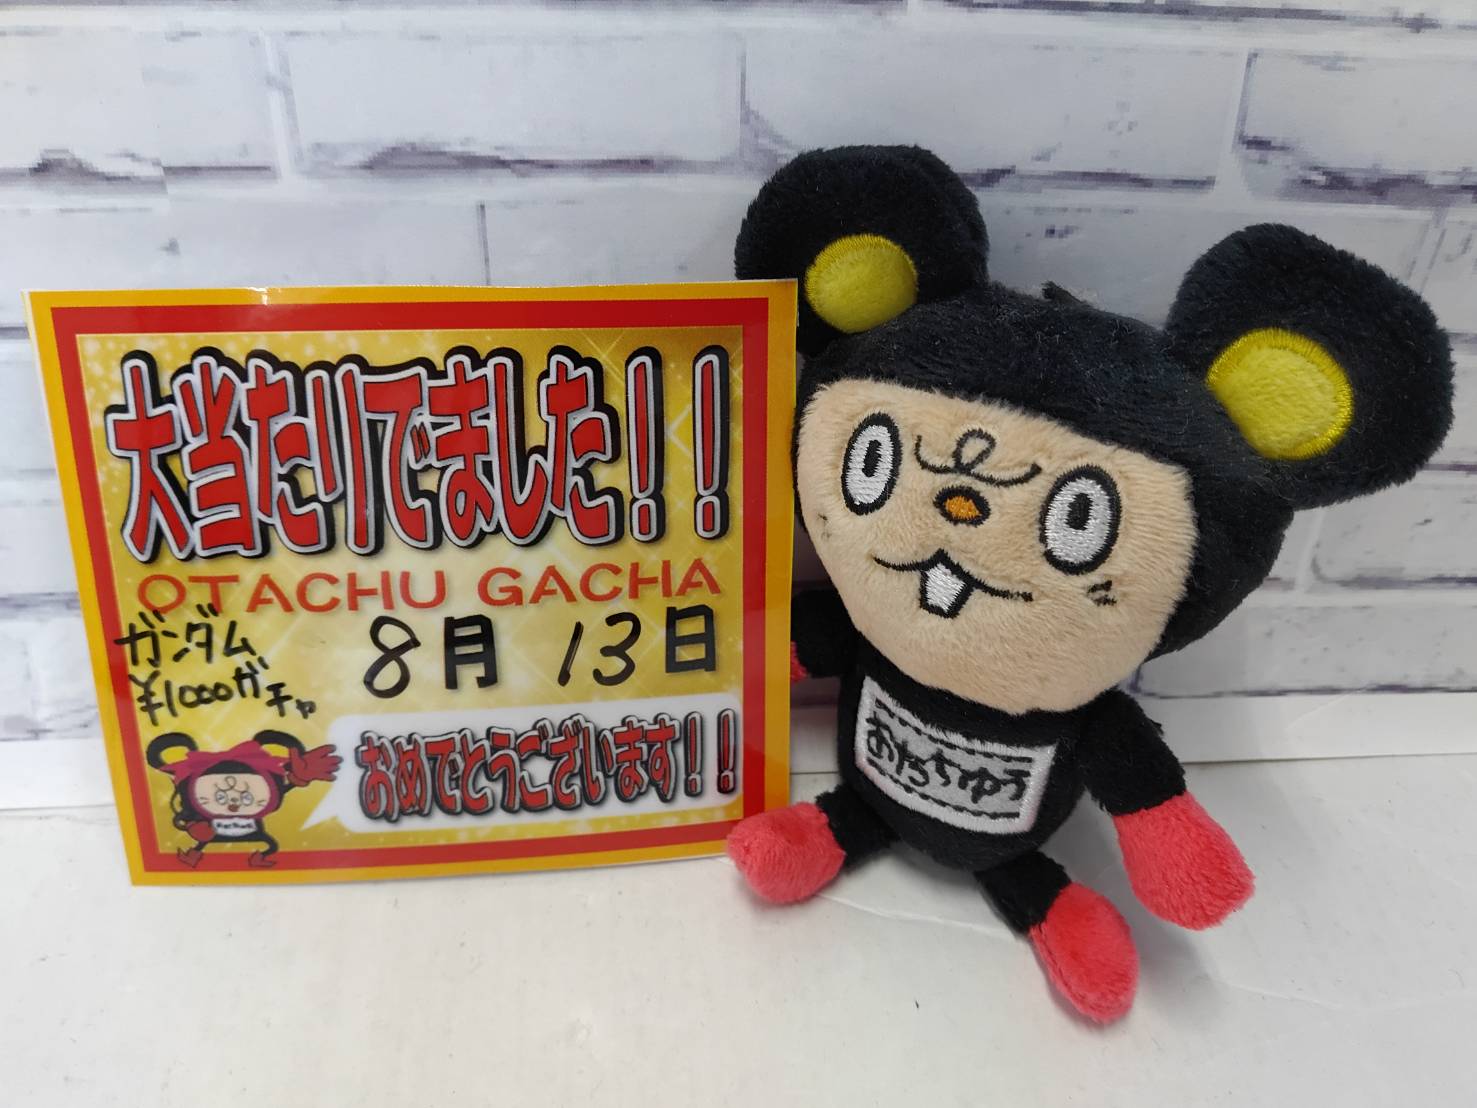 大当たりでました！！
OTACHU GACHA
ガンダム
¥1000ガチャ
8月 13日
おめでとうございます！！
おたちゅう